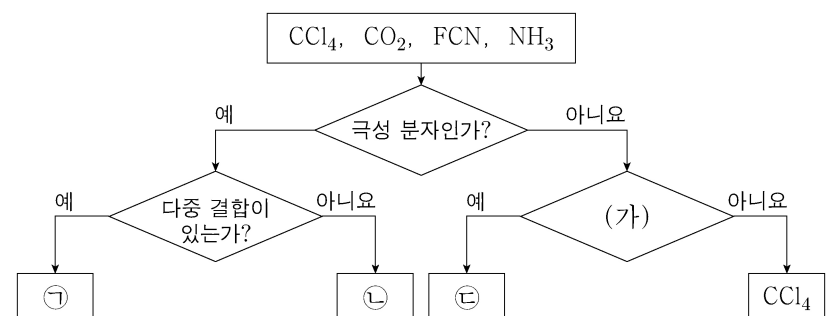 CCl₄, CO₂, FCN, NH₃
예
극성 분자인가?
아니요
예
다중 결합이
있는가?
아니요
예
(가)
아니요
㉠
㉡
㉢
CCl₄